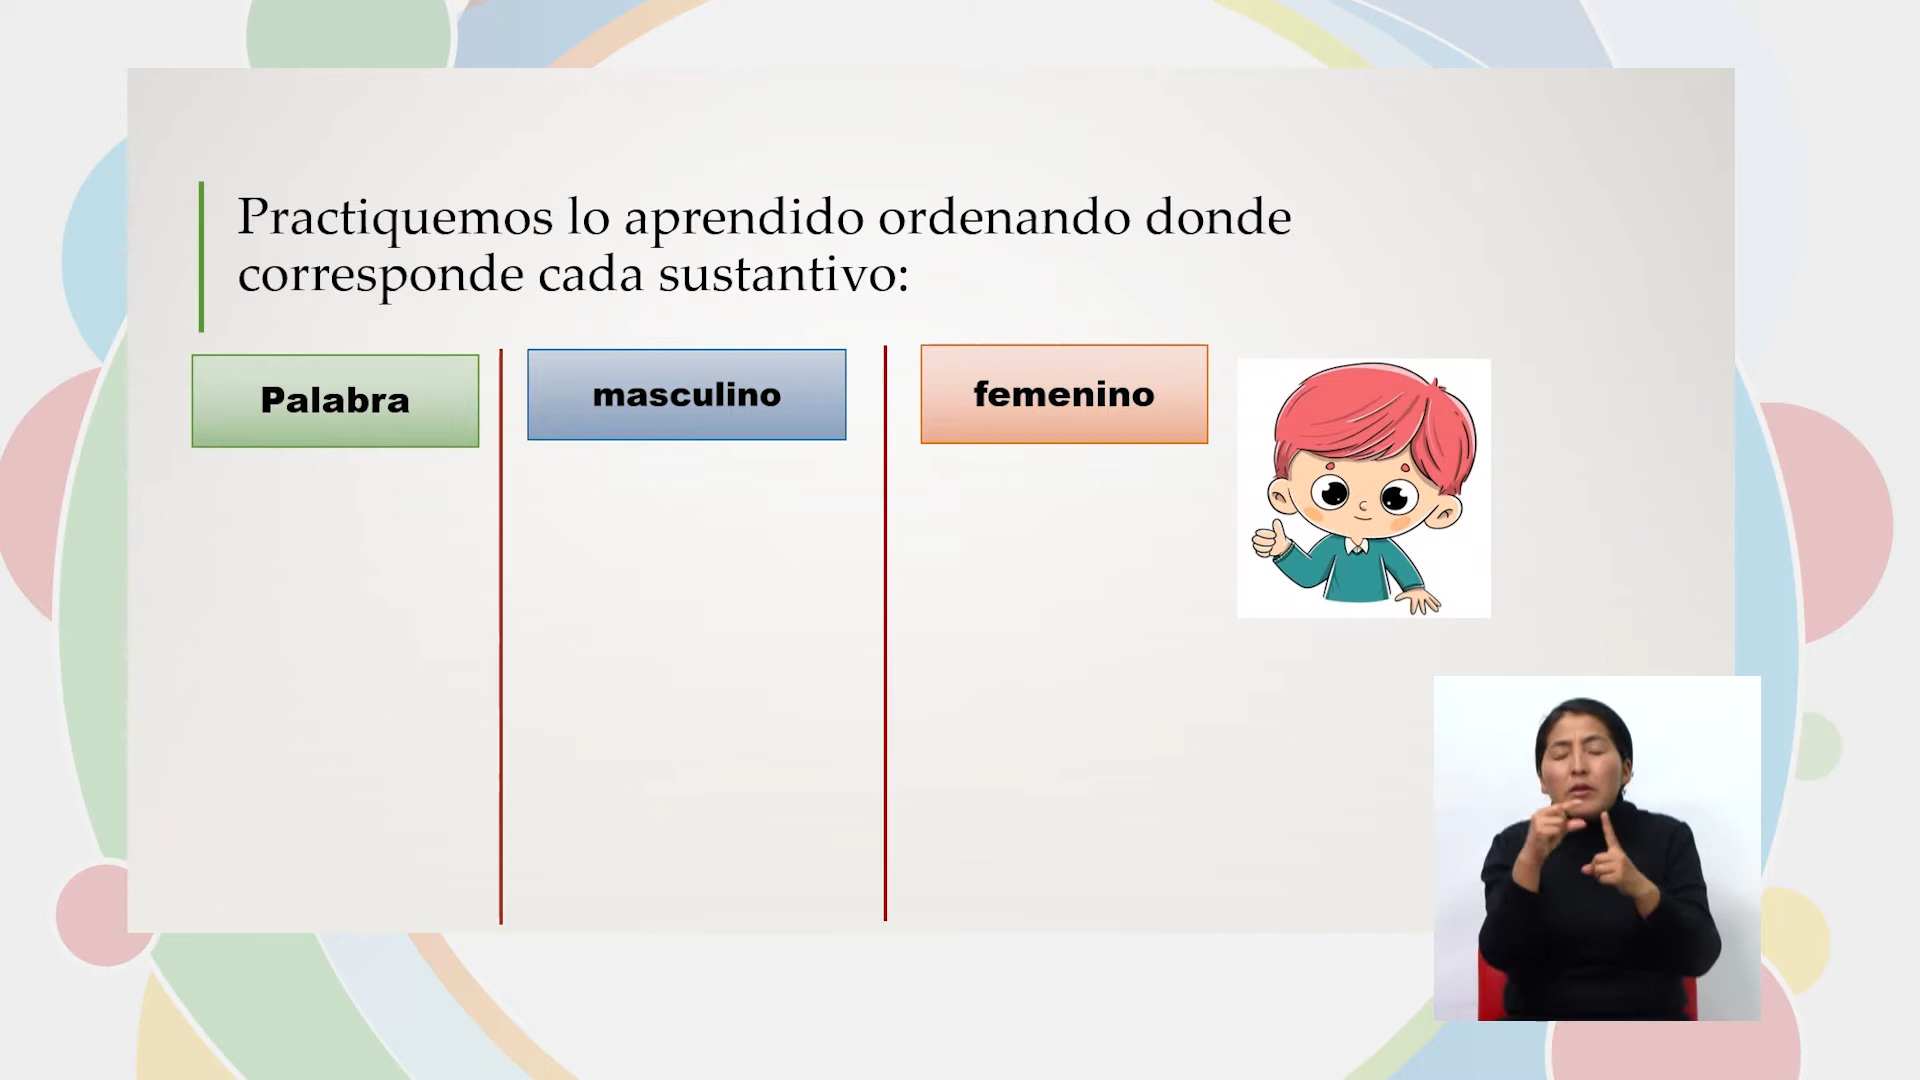 Practiquemos lo aprendido ordenando donde
corresponde cada sustantivo:
Palabra
masculino
femenino